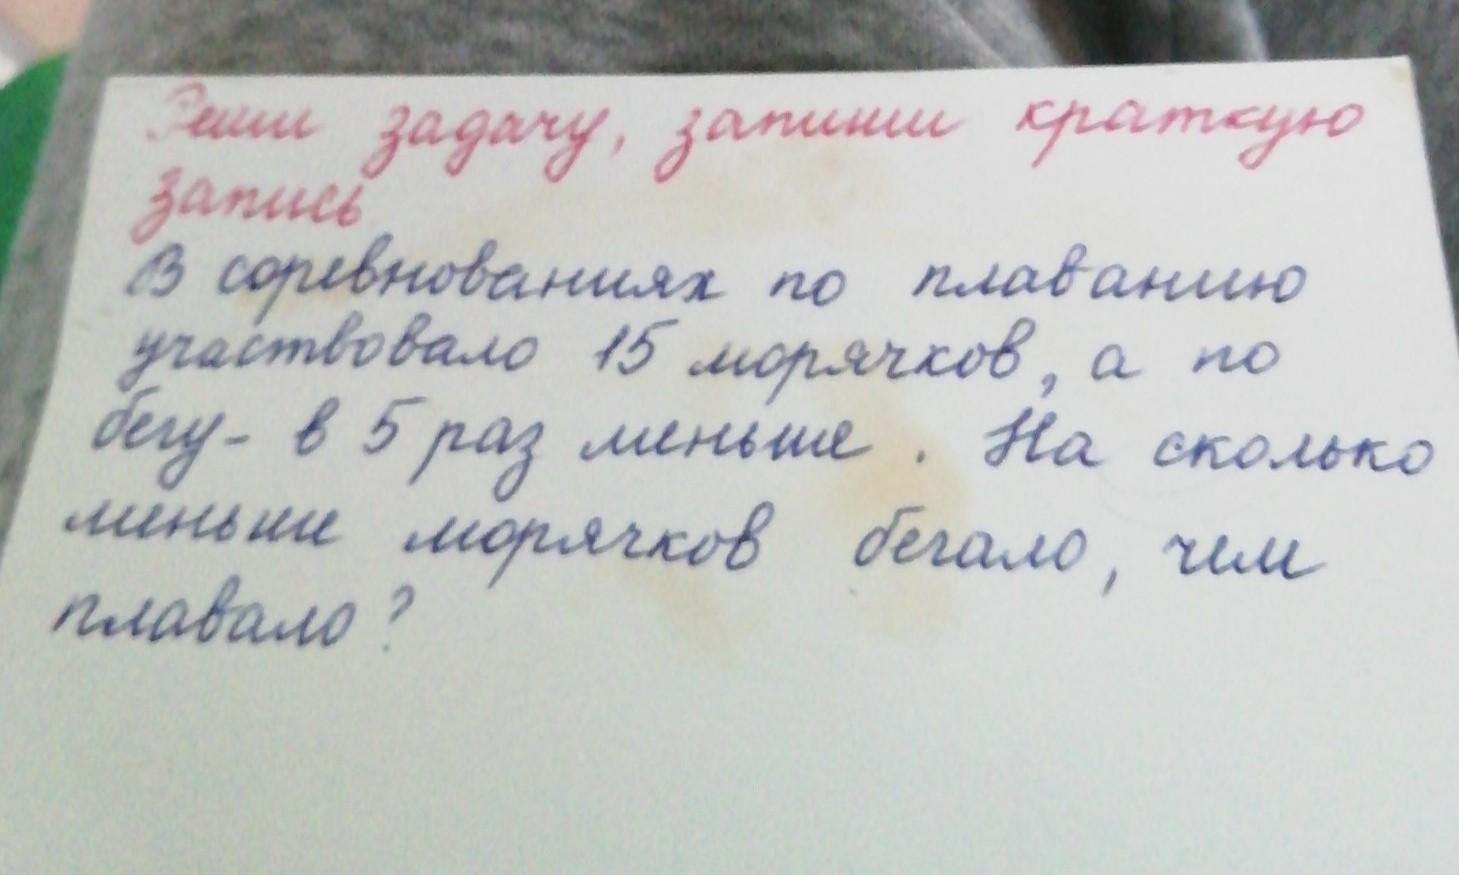 Реши задачу, запиши краткую
запись
В соревнованиях по плаванию
участвовало 15 морячков, а по
бегу - в 5 раз меньше. На сколько
меньше морячков бегало, чем
плавало?